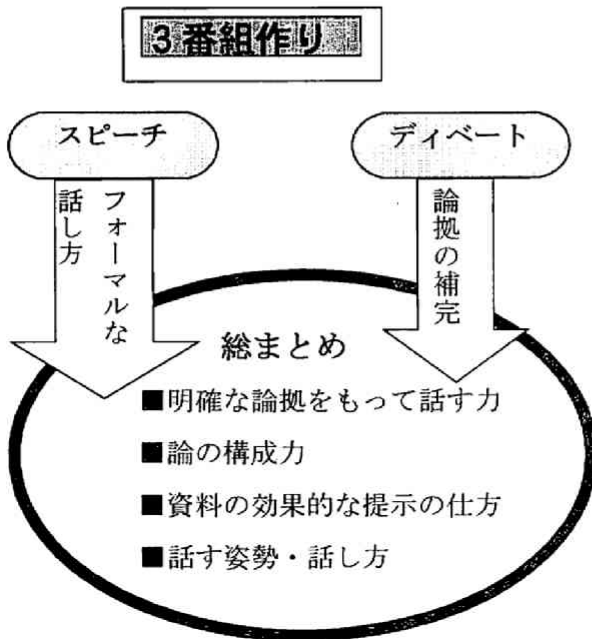 3番組作り
スピーチ
ディベート
フォーマルな
話し方
論拠の補完
総まとめ
■明確な論拠をもって話す力
■論の構成力
■資料の効果的な提示の仕方
■話す姿勢・話し方